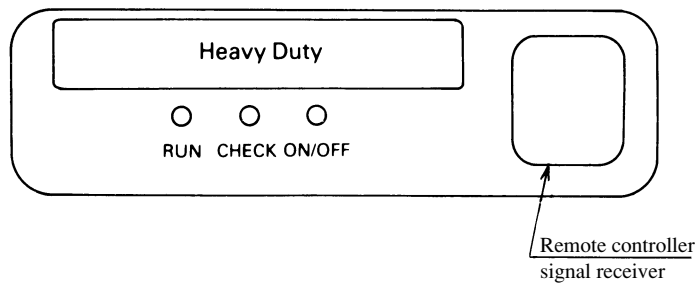 Heavy Duty
RUN CHECK ON/OFF
Remote controller
signal receiver